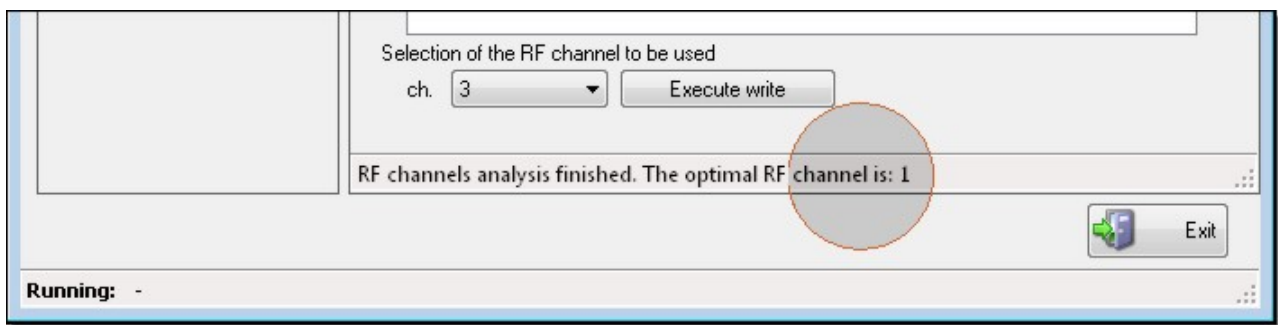 Selection of the RF channel to be used
ch. 3 Execute write
RF channels analysis finished. The optimal RF channel is: 1
Exit
Running: -